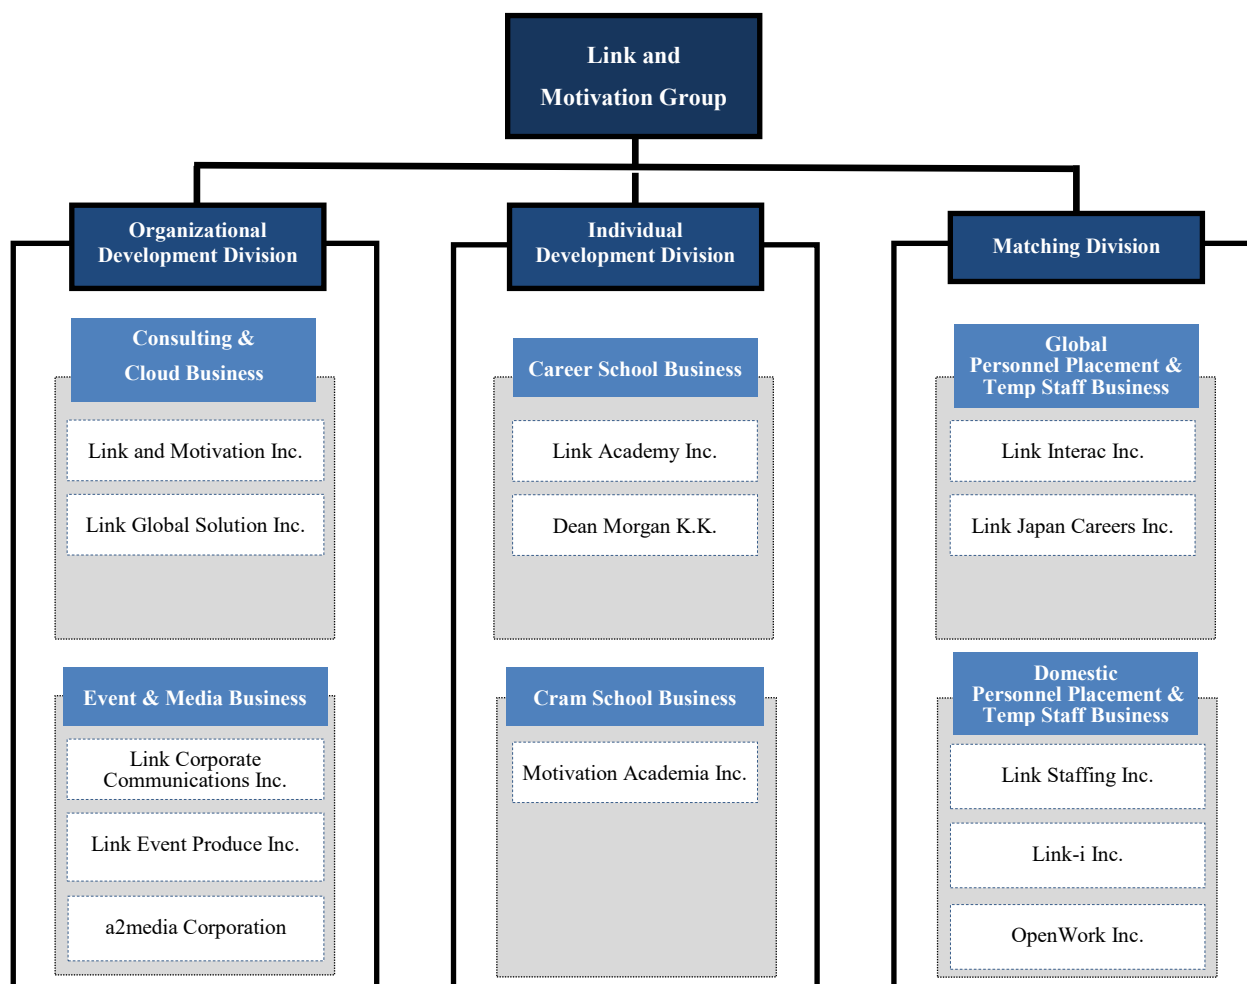 Link and
Motivation Group
Organizational
Development Division
Consulting &
Cloud Business
Link and Motivation Inc.
Link Global Solution Inc.
Event & Media Business
Link Corporate
Communications Inc.
Link Event Produce Inc.
a2media Corporation
Individual
Development Division
Career School Business
Link Academy Inc.
Dean Morgan K.K.
Cram School Business
Motivation Academia Inc.
Matching Division
Global
Personnel Placement &
Temp Staff Business
Link Interac Inc.
Link Japan Careers Inc.
Domestic
Personnel Placement &
Temp Staff Business
Link Staffing Inc.
Link-i Inc.
OpenWork Inc.